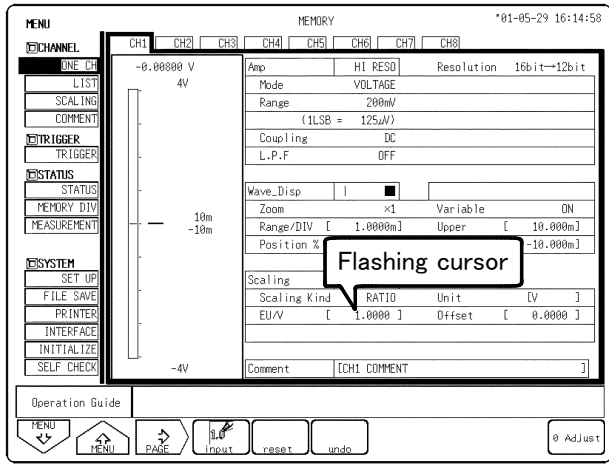 MENU MEMORY '01-05-29 16:14:58
CHANNEL CH1 CH2 CH3 CH4 CH5 CH6 CH7 CH8
ONE CH -0.00800 V Amp HI RESO Resolution 16bit→12bit
LIST 4V Mode VOLTAGE
SCALING Range 200mV
COMMENT (1LSB = 125μV)
TRIGGER Coupling DC
TRIGGER L.P.F OFF
STATUS
STATUS Wave_Disp
MEMORY DIV Zoom ×1 Variable ON
MEASUREMENT 10m Range/DIV [ 1.0000m] Upper [ 10.000m]
-10m Position % -10.000m]
Flashing cursor
SYSTEM
SET UP Scaling
FILE SAVE Scaling Kind RATIO Unit [V ]
PRINTER EU/V [ 1.0000 ] Offset [ 0.0000 ]
INTERFACE
INITIALIZE
SELF CHECK -4V Comment [CH1 COMMENT ]
Operation Guide
MENU MENU PAGE 1.0 input reset undo 0 Adjust